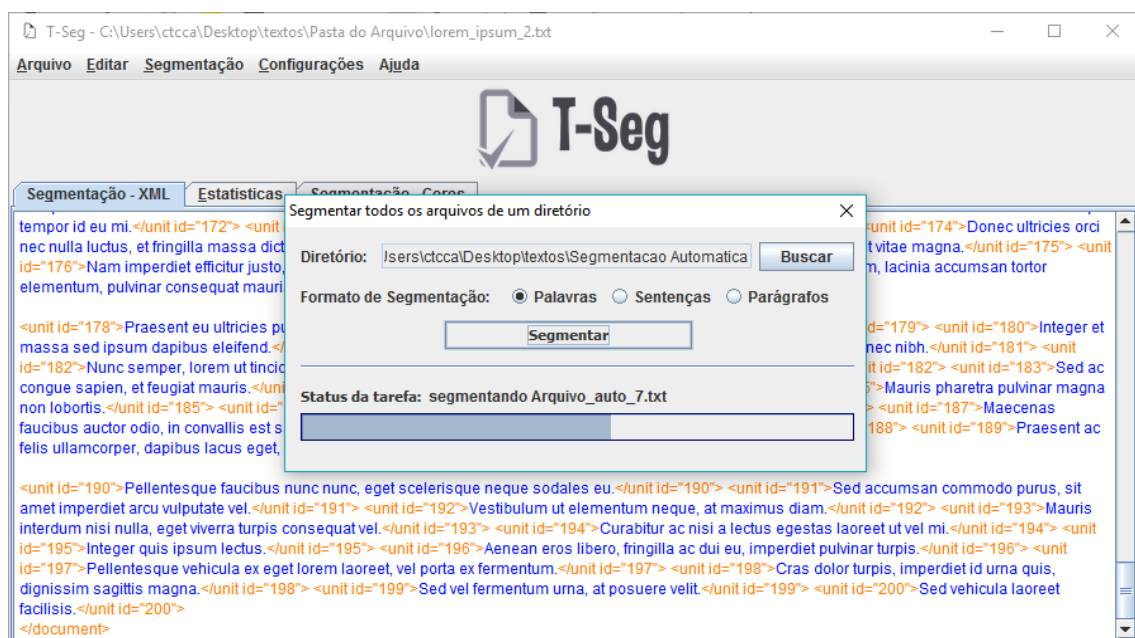 T-Seg - C:\Users\ctcca\Desktop\textos\Pasta do Arquivo\lorem_ipsum_2.txt
Arquivo Editar Segmentação Configurações Ajuda
T-Seg
Segmentação - XML Estatisticas Segmentação - Cores
Segmentar todos os arquivos de um diretório
Diretório: Jsers\ctcca\Desktop\textos\Segmentacao Automatica Buscar
Formato de Segmentação: Palavras Sentenças Parágrafos
Segmentar
Status da tarefa: segmentando Arquivo_auto_7.txt
tempor id eu mi.</unit id="172"> <unit <unit id="174">Donec ultricies orci
nec nulla luctus, et fringilla massa dict vitae magna.</unit id="175"> <unit
id="176">Nam imperdiet efficitur justo, lacinia accumsan tortor
elementum, pulvinar consequat mauri
<unit id="178">Praesent eu ultricies d="179"> <unit id="180">Integer et
massa sed ipsum dapibus eleifend.</ nec nibh.</unit id="181"> <unit
id="182">Nunc semper, lorem ut tincid it id="182"> <unit id="183">Sed ac
congue sapien, et feugiat mauris.</uni ">Mauris pharetra pulvinar magna
non lobortis.</unit id="185"> <unit id=" > <unit id="187">Maecenas
faucibus auctor odio, in convallis est s 188"> <unit id="189">Praesent ac
felis ullamcorper, dapibus lacus eget,
<unit id="190">Pellentesque faucibus nunc nunc, eget scelerisque neque sodales eu.</unit id="190"> <unit id="191">Sed accumsan commodo purus, sit
amet imperdiet arcu vulputate vel.</unit id="191"> <unit id="192">Vestibulum ut elementum neque, at maximus diam.</unit id="192"> <unit id="193">Mauris
interdum nisi nulla, eget viverra turpis consequat vel.</unit id="193"> <unit id="194">Curabitur ac nisi a lectus egestas laoreet ut vel mi.</unit id="194"> <unit
id="195">Integer quis ipsum lectus.</unit id="195"> <unit id="196">Aenean eros libero, fringilla ac dui eu, imperdiet pulvinar turpis.</unit id="196"> <unit
id="197">Pellentesque vehicula ex eget lorem laoreet, vel porta ex fermentum.</unit id="197"> <unit id="198">Cras dolor turpis, imperdiet id urna quis,
dignissim sagittis magna.</unit id="198"> <unit id="199">Sed vel fermentum urna, at posuere velit.</unit id="199"> <unit id="200">Sed vehicula laoreet
facilisis.</unit id="200">
</document>